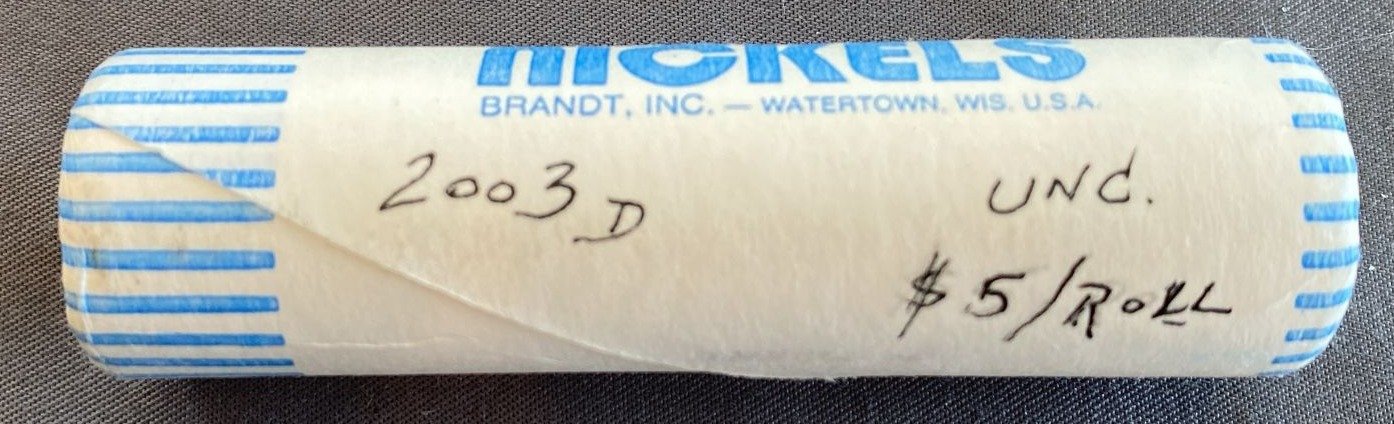 NICKELS
BRANDT, INC. — WATERTOWN, WIS. U.S.A.
2003 D
UNC.
$5/ROLL